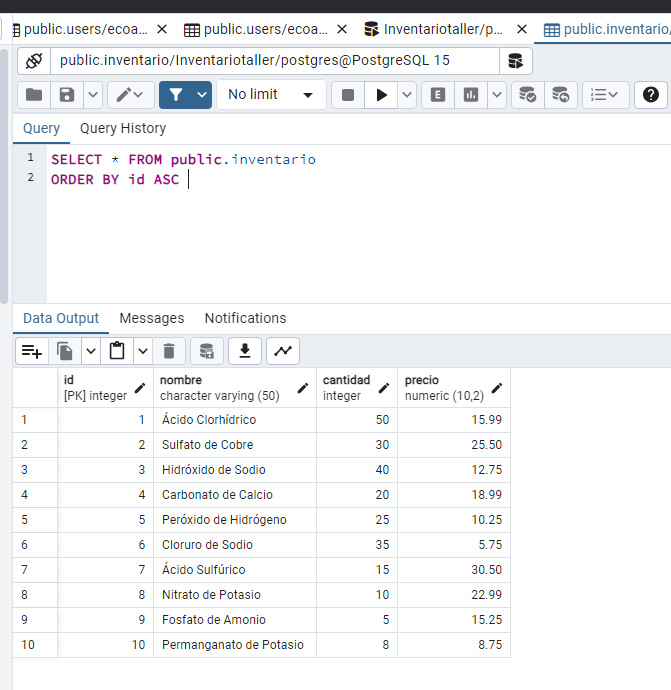 public.users/ecoa... public.users/ecoa... Inventariotaller/p... public.inventario/
public.inventario/Inventariotaller/postgres@PostgreSQL 15
No limit E
Query Query History
1 SELECT * FROM public.inventario
2 ORDER BY id ASC
Data Output Messages Notifications
id nombre cantidad precio
[PK] integer character varying (50) integer numeric (10,2)
1 1 Ácido Clorhídrico 50 15.99
2 2 Sulfato de Cobre 30 25.50
3 3 Hidróxido de Sodio 40 12.75
4 4 Carbonato de Calcio 20 18.99
5 5 Peróxido de Hidrógeno 25 10.25
6 6 Cloruro de Sodio 35 5.75
7 7 Ácido Sulfúrico 15 30.50
8 8 Nitrato de Potasio 10 22.99
9 9 Fosfato de Amonio 5 15.25
10 10 Permanganato de Potasio 8 8.75